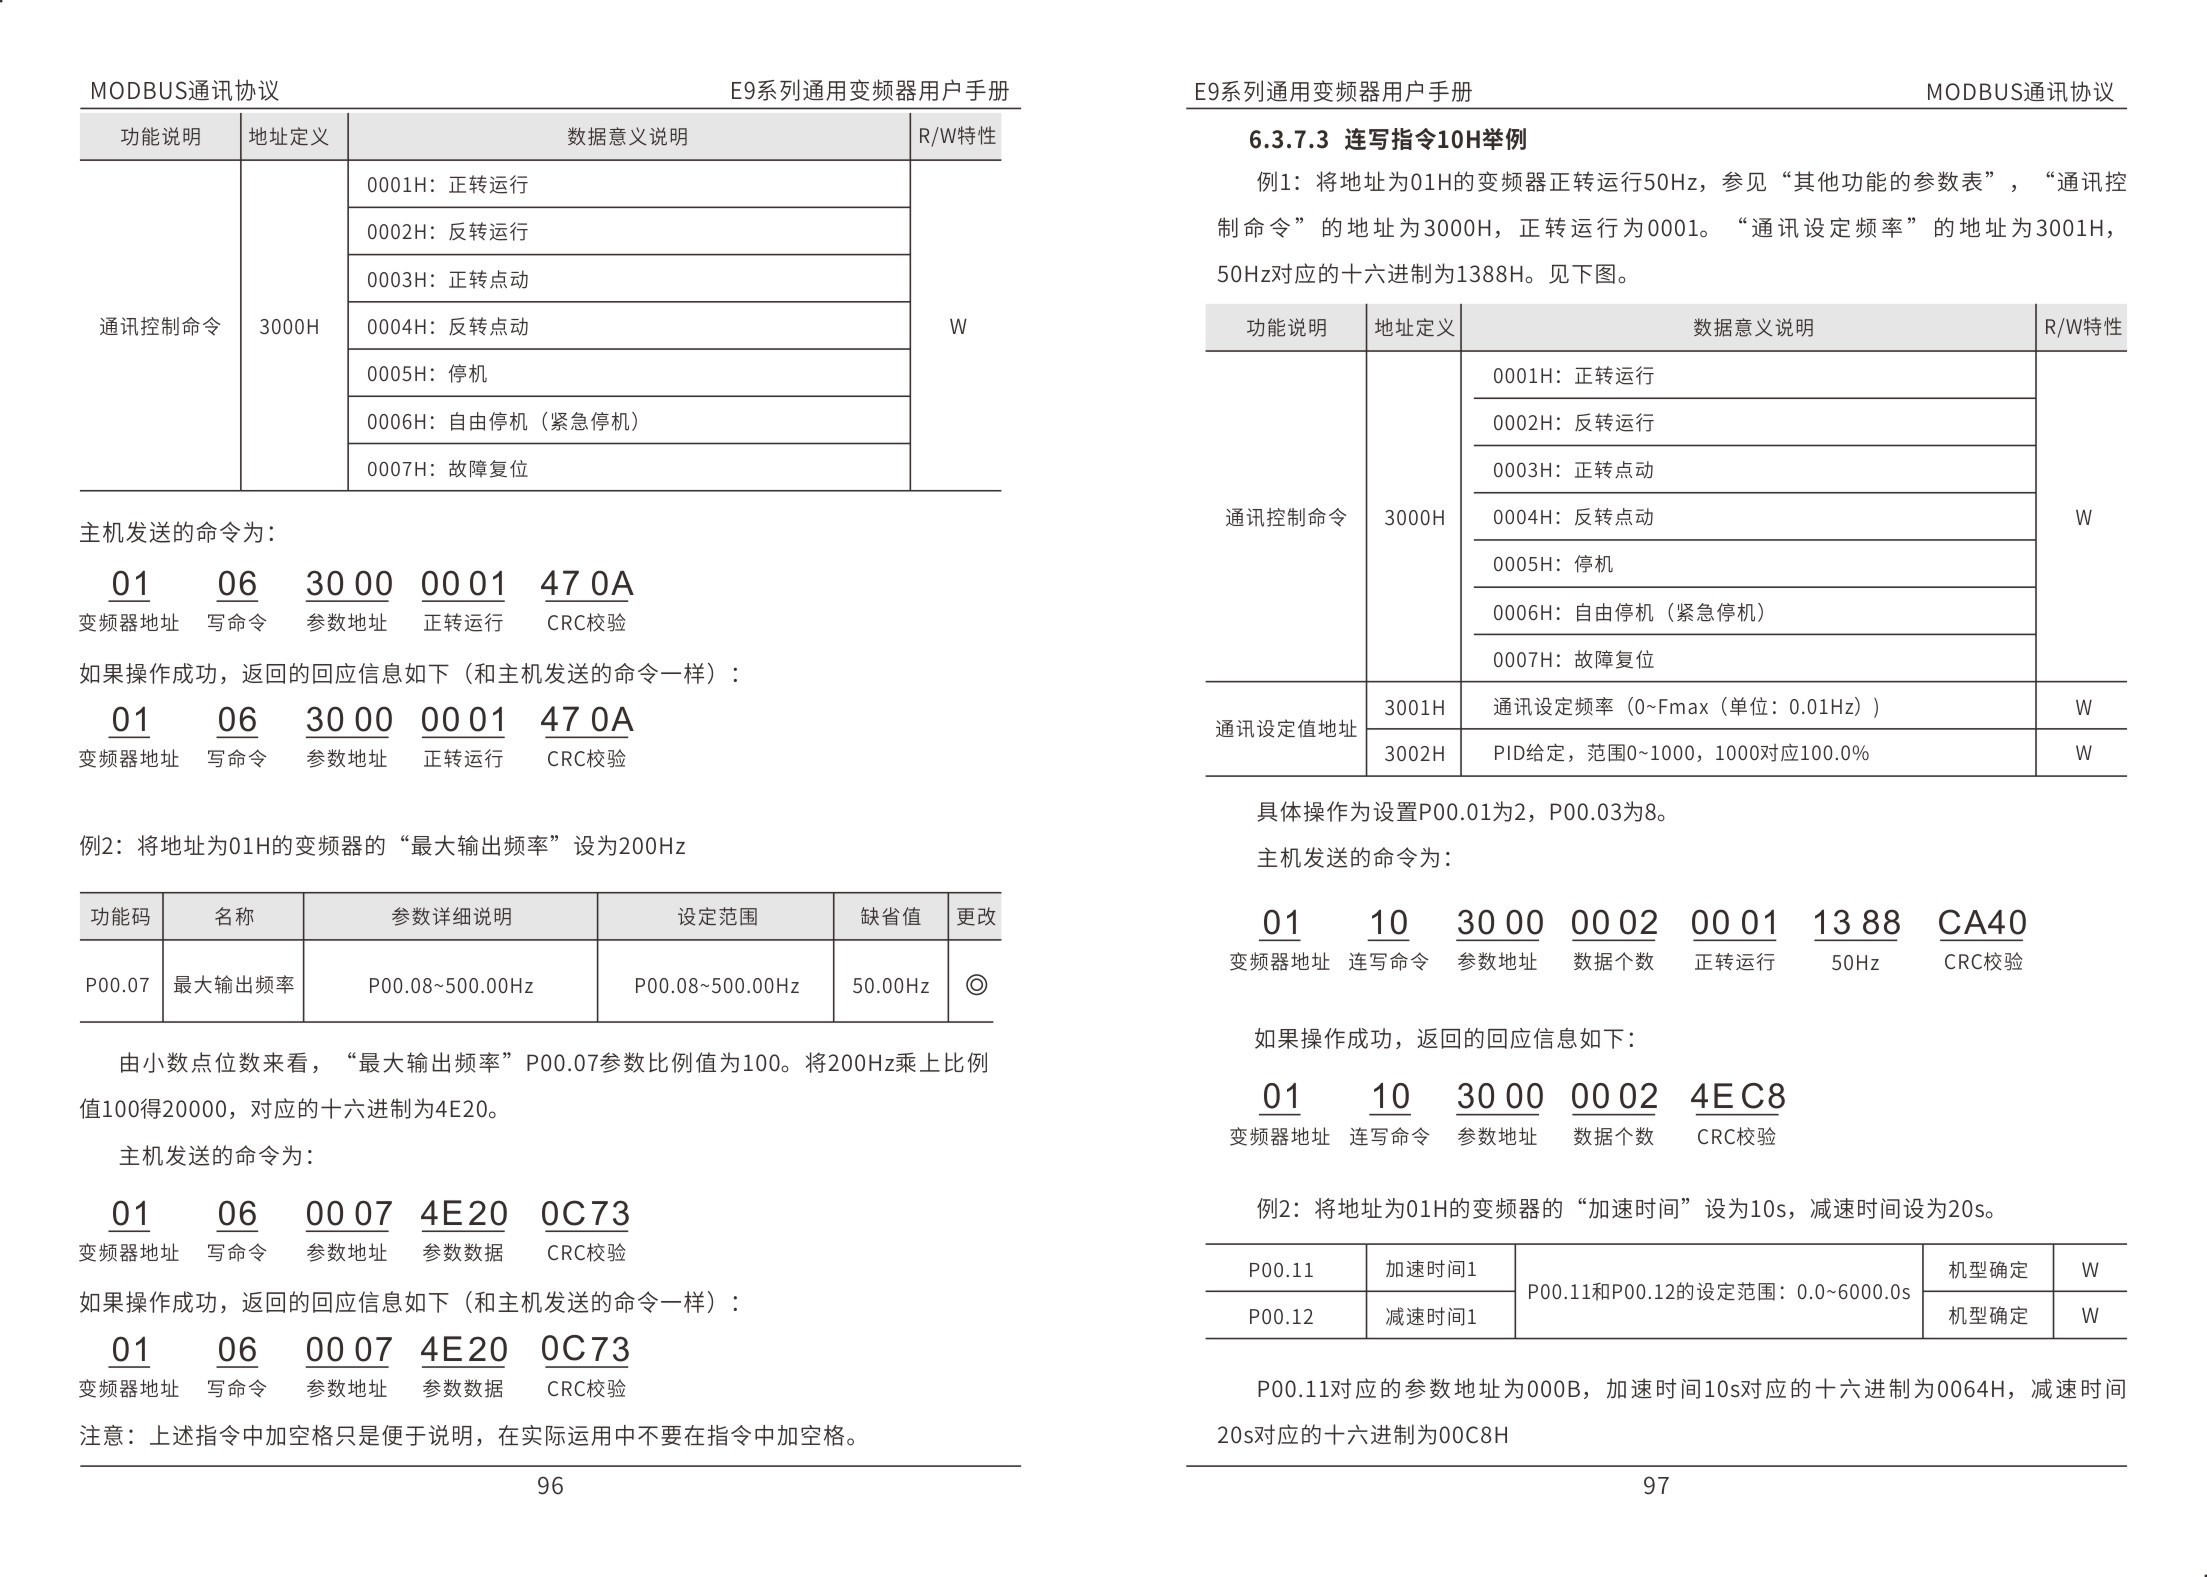 MODBUS通讯协议 E9系列通用变频器用户手册
功能说明 地址定义 数据意义说明 R/W特性
0001H：正转运行
0002H：反转运行
0003H：正转点动
通讯控制命令 3000H 0004H：反转点动 W
0005H：停机
0006H：自由停机（紧急停机）
0007H：故障复位
主机发送的命令为：
01 06 30 00 00 01 47 0A
变频器地址 写命令 参数地址 正转运行 CRC校验
如果操作成功，返回的回应信息如下（和主机发送的命令一样）：
01 06 30 00 00 01 47 0A
变频器地址 写命令 参数地址 正转运行 CRC校验
例2：将地址为01H的变频器的“最大输出频率”设为200Hz
功能码 名称 参数详细说明 设定范围 缺省值 更改
P00.07 最大输出频率 P00.08~500.00Hz P00.08~500.00Hz 50.00Hz ◎
由小数点位数来看，“最大输出频率”P00.07参数比例值为100。将200Hz乘上比例
值100得20000，对应的十六进制为4E20。
主机发送的命令为：
01 06 00 07 4E20 0C73
变频器地址 写命令 参数地址 参数数据 CRC校验
如果操作成功，返回的回应信息如下（和主机发送的命令一样）：
01 06 00 07 4E20 0C73
变频器地址 写命令 参数地址 参数数据 CRC校验
注意：上述指令中加空格只是便于说明，在实际运用中不要在指令中加空格。
96
E9系列通用变频器用户手册 MODBUS通讯协议
6.3.7.3 连写指令10H举例
例1：将地址为01H的变频器正转运行50Hz，参见“其他功能的参数表”，“通讯控
制命令”的地址为3000H，正转运行为0001。“通讯设定频率”的地址为3001H，
50Hz对应的十六进制为1388H。见下图。
功能说明 地址定义 数据意义说明 R/W特性
0001H：正转运行
0002H：反转运行
0003H：正转点动
通讯控制命令 3000H 0004H：反转点动 W
0005H：停机
0006H：自由停机（紧急停机）
0007H：故障复位
通讯设定值地址 3001H 通讯设定频率（0~Fmax（单位：0.01Hz）) W
3002H PID给定，范围0~1000，1000对应100.0% W
具体操作为设置P00.01为2，P00.03为8。
主机发送的命令为：
01 10 30 00 00 02 00 01 13 88 CA40
变频器地址 连写命令 参数地址 数据个数 正转运行 50Hz CRC校验
如果操作成功，返回的回应信息如下：
01 10 30 00 00 02 4E C8
变频器地址 连写命令 参数地址 数据个数 CRC校验
例2：将地址为01H的变频器的“加速时间”设为10s，减速时间设为20s。
P00.11 加速时间1 P00.11和P00.12的设定范围：0.0~6000.0s 机型确定 W
P00.12 减速时间1 机型确定 W
P00.11对应的参数地址为000B，加速时间10s对应的十六进制为0064H，减速时间
20s对应的十六进制为00C8H
97